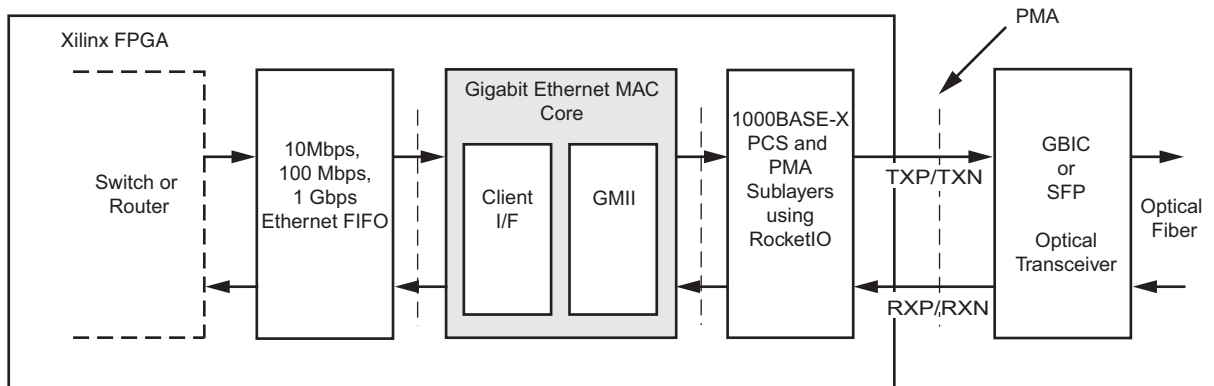 PMA
Xilinx FPGA
Switch or
Router
10Mbps,
100 Mbps,
1 Gbps
Ethernet FIFO
Gigabit Ethernet MAC
Core
Client
I/F
GMII
1000BASE-X
PCS and
PMA
Sublayers
using
RocketIO
TXP/TXN
RXP/RXN
GBIC
or
SFP
Optical
Transceiver
Optical
Fiber